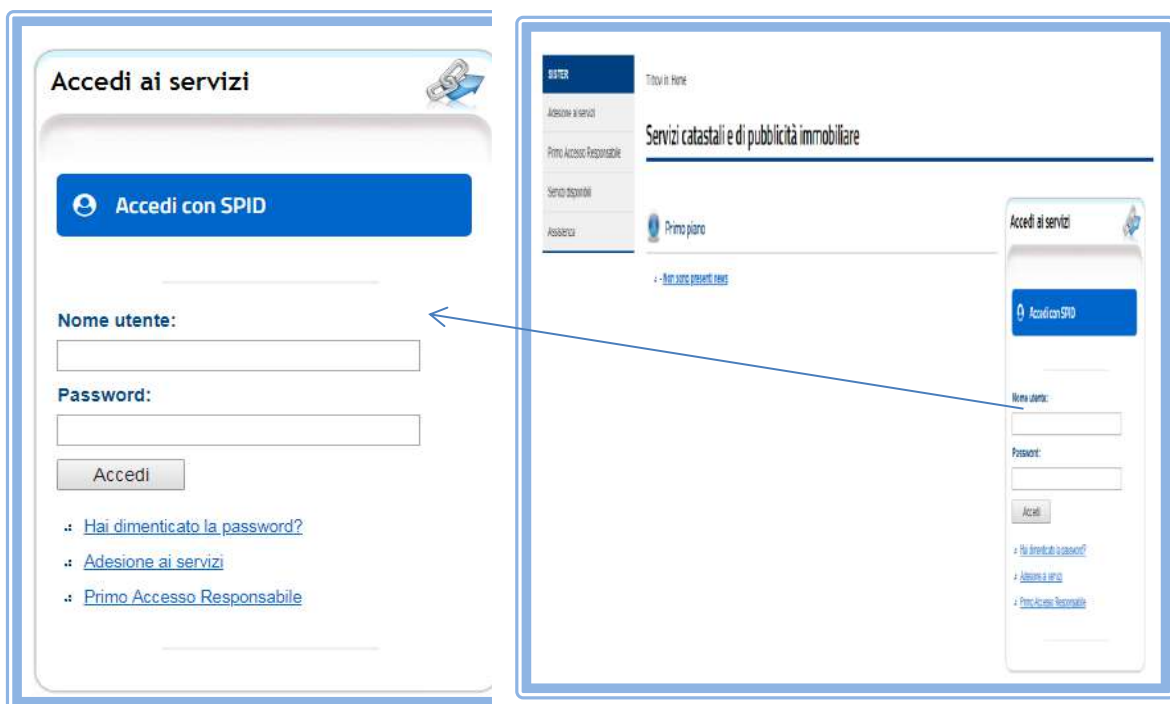 Accedi ai servizi
Accedi con SPID
Nome utente:
Password:
Accedi
Hai dimenticato la password?
Adesione ai servizi
Primo Accesso Responsabile
SISTER
Adesione ai servizi
Primo Accesso Responsabile
Servizi disponibili
Assistenza
Ti trovi in: Home
Servizi catastali e di pubblicità immobiliare
Primo piano
- Non sono presenti news
Accedi ai servizi
Accedi con SPID
Nome utente:
Password:
Accedi
Hai dimenticato la password?
Adesione ai servizi
Primo Accesso Responsabile